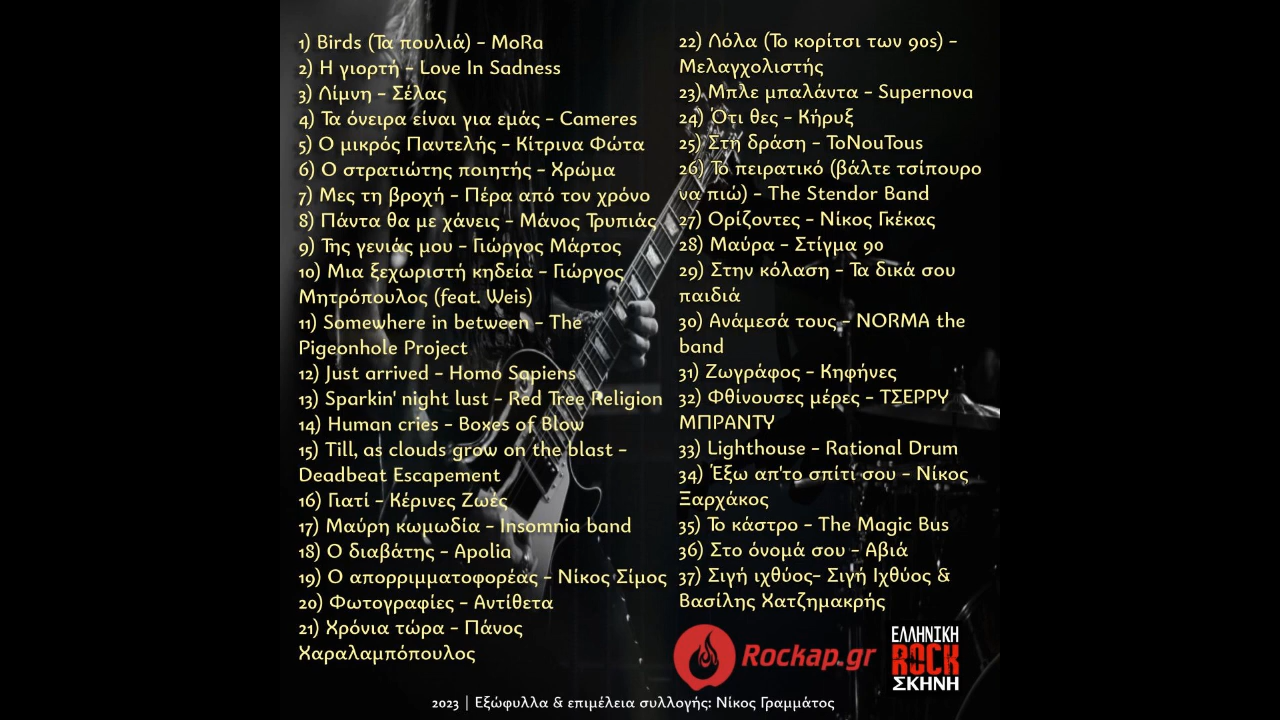 1) Birds (Τα πουλιά) - MoRa
2) Η γιορτή - Love In Sadness
3) Λίμνη - Σέλας
4) Τα όνειρα είναι για εμάς - Cameres
5) Ο μικρός Παντελής - Κίτρινα Φώτα
6) Ο στρατιώτης ποιητής - Χρώμα
7) Μες τη βροχή - Πέρα από τον χρόνο
8) Πάντα θα με χάνεις - Μάνος Τρυπιάς
9) Της γενιάς μου - Γιώργος Μάρτος
10) Μια ξεχωριστή κηδεία - Γιώργος
Μητρόπουλος (feat. Weis)
11) Somewhere in between - The
Pigeonhole Project
12) Just arrived - Homo Sapiens
13) Sparkin' night lust - Red Tree Religion
14) Human cries - Boxes of Blow
15) Till, as clouds grow on the blast -
Deadbeat Escapement
16) Γιατί - Κέρινες Ζωές
17) Μαύρη κωμωδία - Insomnia band
18) Ο διαβάτης - Apolia
19) Ο απορριμματοφορέας - Νίκος Σίμος
20) Φωτογραφίες - Αντίθετα
21) Χρόνια τώρα - Πάνος
Χαραλαμπόπουλος
22) Λόλα (Το κορίτσι των 90s) -
Μελαγχολιστής
23) Μπλε μπαλάντα - Supernova
24) Ότι θες - Κήρυξ
25) Στη δράση - ToNouTous
26) Το πειρατικό (βάλτε τσίπουρο
να πιώ) - The Stendor Band
27) Ορίζοντες - Νίκος Γκέκας
28) Μαύρα - Στίγμα 90
29) Στην κόλαση - Τα δικά σου
παιδιά
30) Ανάμεσά τους - NORMA the
band
31) Ζωγράφος - Κηφήνες
32) Φθίνουσες μέρες - ΤΣΕΡΡΥ
ΜΠΡΑΝΤΥ
33) Lighthouse - Rational Drum
34) Έξω απ'το σπίτι σου - Νίκος
Ξαρχάκος
35) Το κάστρο - The Magic Bus
36) Στο όνομά σου - Αβιά
37) Σιγή ιχθύος- Σιγή Ιχθύος &
Βασίλης Χατζημακρής
Rockap.gr
ΕΛΛΗΝΙΚΗ
ROCK
ΣΚΗΝΗ
2023 | Εξώφυλλα & επιμέλεια συλλογής: Νίκος Γραμμάτος